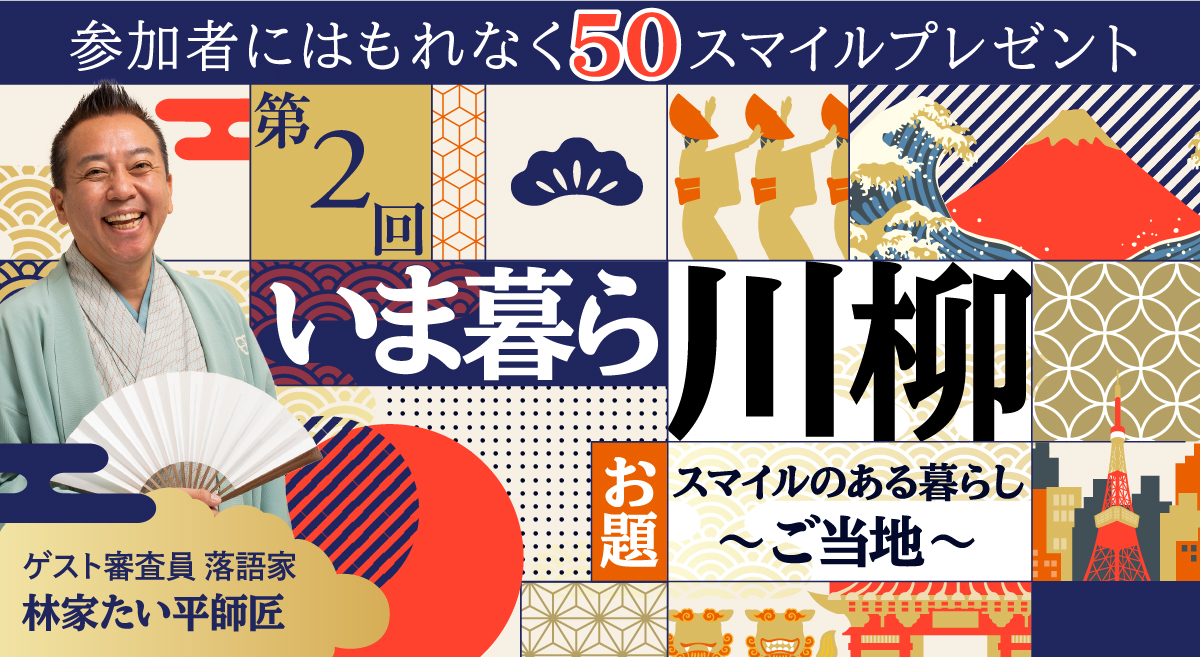 参加者にはもれなく50スマイルプレゼント
第2回
いま暮ら川柳
お題
スマイルのある暮らし
～ご当地～
ゲスト審査員 落語家
林家たい平師匠